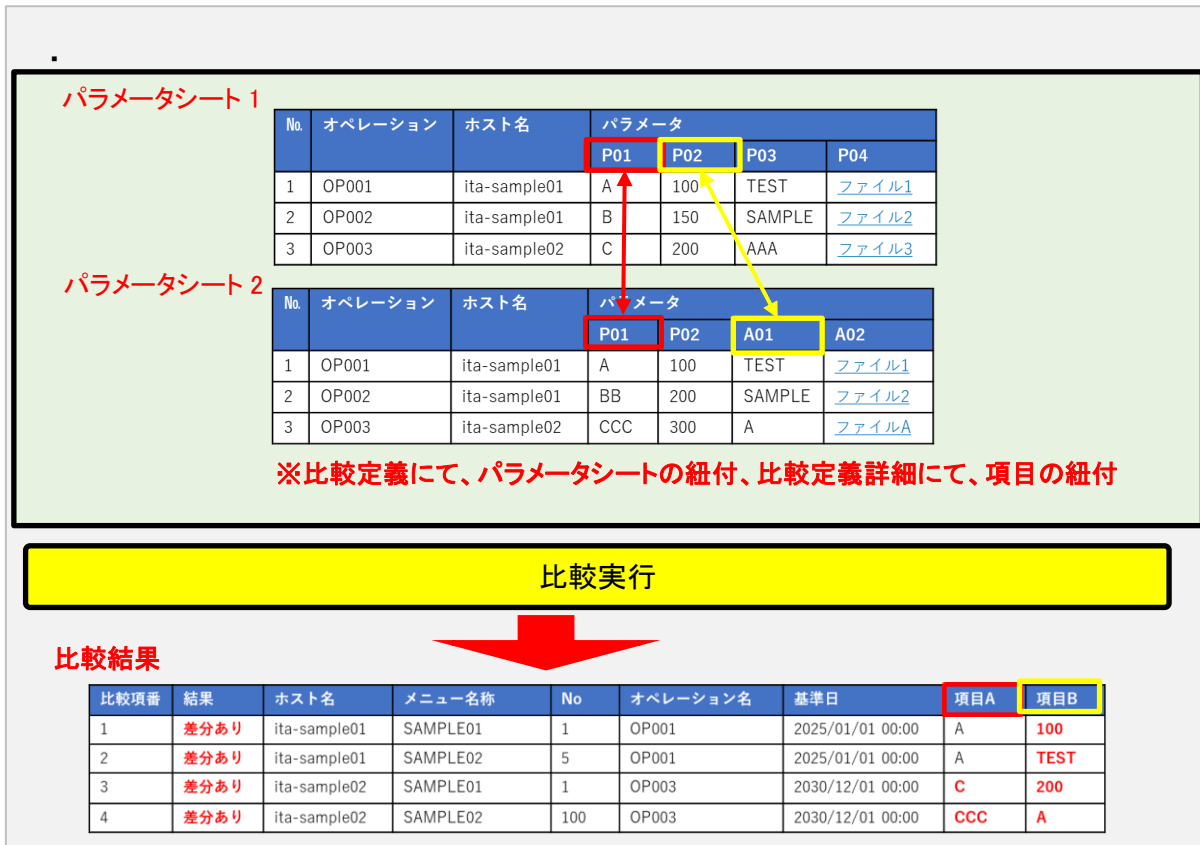 パラメータシート 1
No. オペレーション ホスト名 パラメータ
P01 P02 P03 P04
1 OP001 ita-sample01 A 100 TEST ファイル1
2 OP002 ita-sample01 B 150 SAMPLE ファイル2
3 OP003 ita-sample02 C 200 AAA ファイル3
パラメータシート 2
No. オペレーション ホスト名 パラメータ
P01 P02 A01 A02
1 OP001 ita-sample01 A 100 TEST ファイル1
2 OP002 ita-sample01 BB 200 SAMPLE ファイル2
3 OP003 ita-sample02 CCC 300 A ファイルA
※比較定義にて、パラメータシートの紐付、比較定義詳細にて、項目の紐付
比較実行
比較結果
比較項番 結果 ホスト名 メニュー名称 No オペレーション名 基準日 項目A 項目B
1 差分あり ita-sample01 SAMPLE01 1 OP001 2025/01/01 00:00 A 100
2 差分あり ita-sample01 SAMPLE02 5 OP001 2025/01/01 00:00 A TEST
3 差分あり ita-sample02 SAMPLE01 1 OP003 2030/12/01 00:00 C 200
4 差分あり ita-sample02 SAMPLE02 100 OP003 2030/12/01 00:00 CCC A